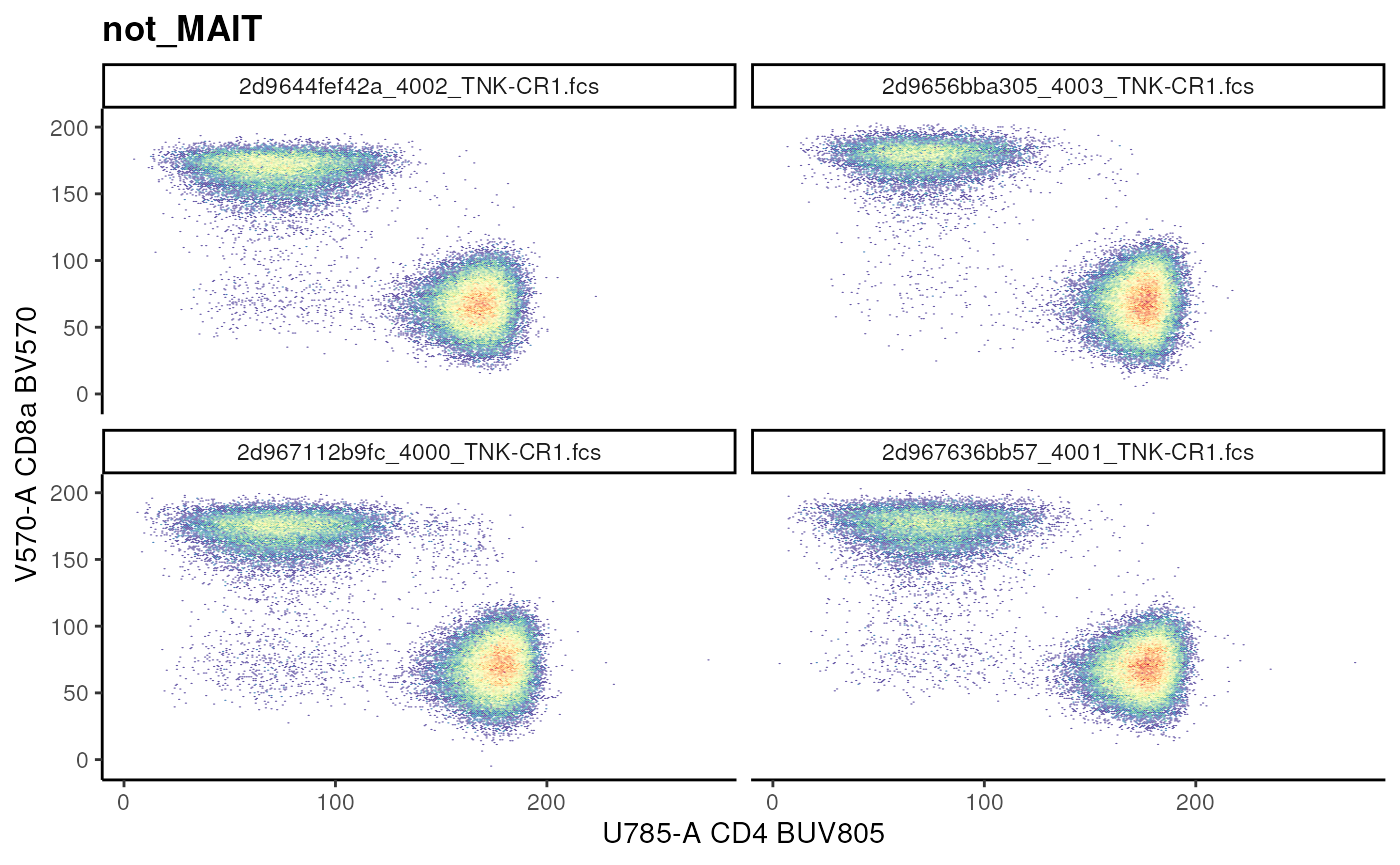 not_MAIT
2d9644fef42a_4002_TNK-CR1.fcs
2d9656bba305_4003_TNK-CR1.fcs
200
150
100
50
0
2d967112b9fc_4000_TNK-CR1.fcs
2d967636bb57_4001_TNK-CR1.fcs
200
150
100
50
0
V570-A CD8a BV570
0
100
200
0
100
200
U785-A CD4 BUV805